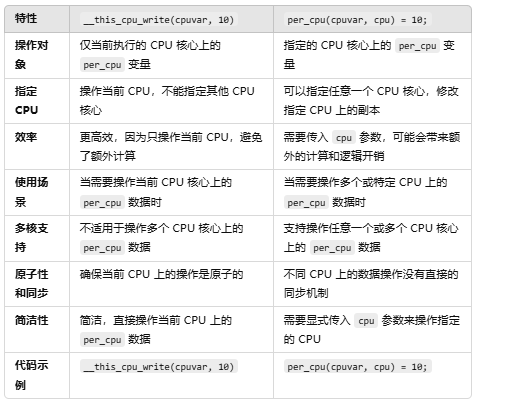 特性 __this_cpu_write(cpuvar, 10) per_cpu(cpuvar, cpu) = 10;
操作对 仅当前执行的 CPU 核心上的 指定的 CPU 核心上的 per_cpu 变
象 per_cpu 变量 量
指定 操作当前 CPU，不能指定其他 CPU 可以指定任意一个 CPU 核心，修改
CPU 核心 指定 CPU 上的副本
效率 更高效，因为只操作当前 CPU，避免 需要传入 cpu 参数，可能会带来额
了额外计算 外的计算和逻辑开销
使用场 当需要操作当前 CPU 核心上的 当需要操作多个或特定 CPU 上的
景 per_cpu 数据时 per_cpu 数据时
多核支 不适用于操作多个 CPU 核心上的 支持操作任意一个或多个 CPU 核心
持 per_cpu 数据 上的 per_cpu 数据
原子性 确保当前 CPU 上的操作是原子的 不同 CPU 上的数据操作没有直接的
和同步 同步机制
简洁性 简洁，直接操作当前 CPU 上的 需要显式传入 cpu 参数来操作指定
per_cpu 数据 的 CPU
代码示 __this_cpu_write(cpuvar, 10) per_cpu(cpuvar, cpu) = 10;
例